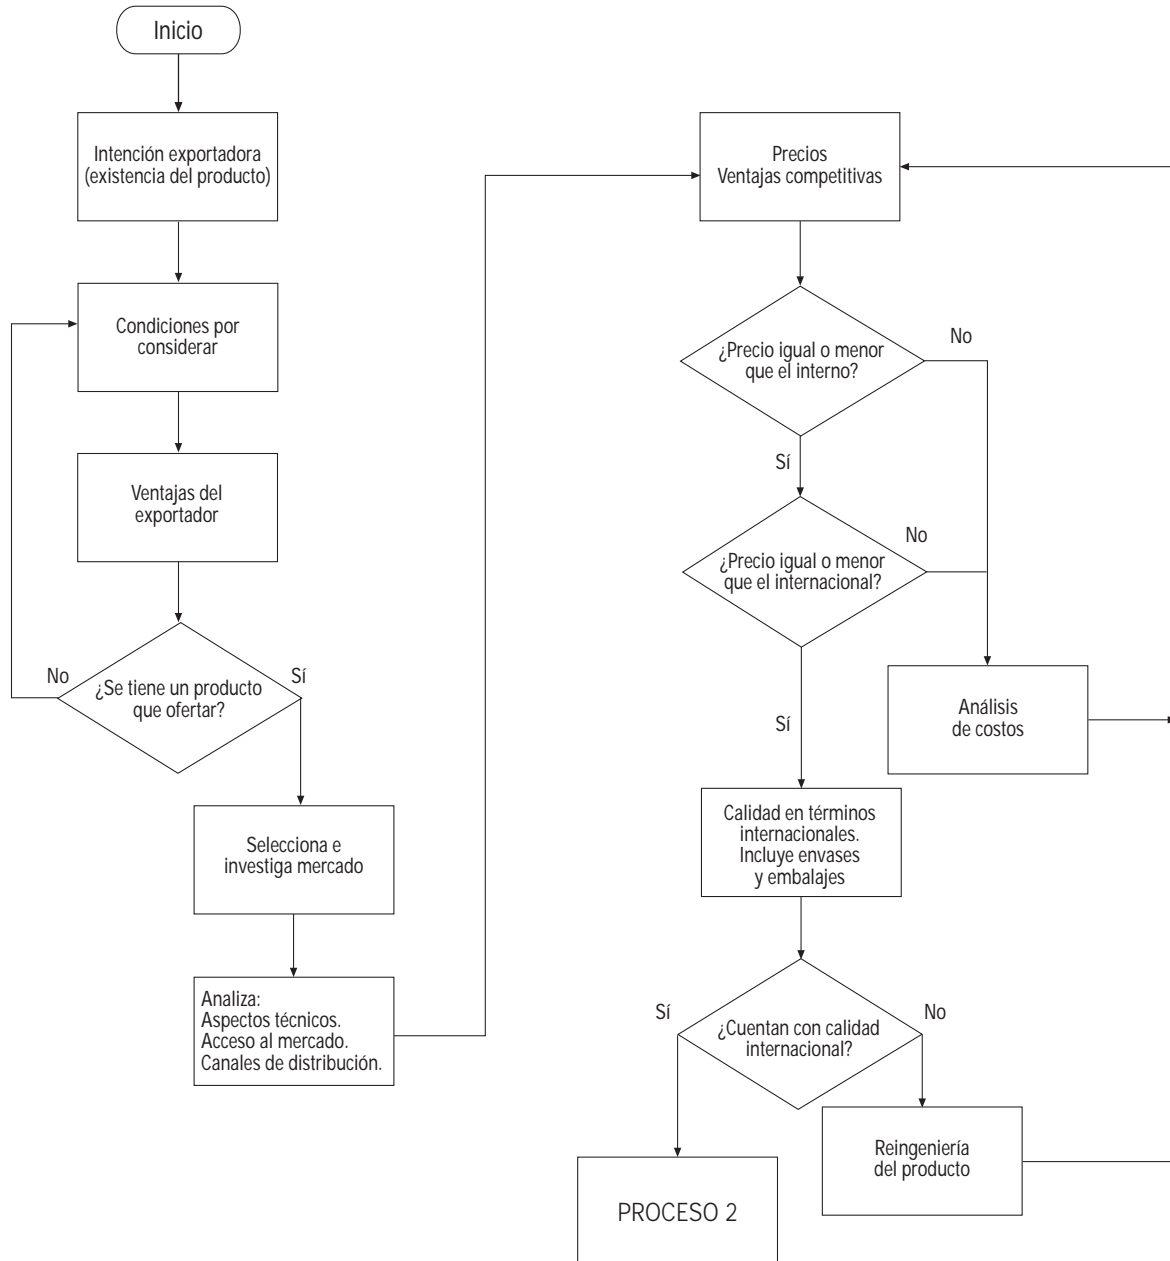 Inicio
Intención exportadora
(existencia del producto)
Condiciones por
considerar
Ventajas del
exportador
No
Sí
¿Se tiene un producto
que ofertar?
Selecciona e
investiga mercado
Analiza:
Aspectos técnicos.
Acceso al mercado.
Canales de distribución.
Precios
Ventajas competitivas
¿Precio igual o menor
que el interno?
No
Sí
¿Precio igual o menor
que el internacional?
No
Sí
Análisis
de costos
Calidad en términos
internacionales.
Incluye envases
y embalajes
Sí
No
¿Cuentan con calidad
internacional?
Reingeniería
del producto
PROCESO 2